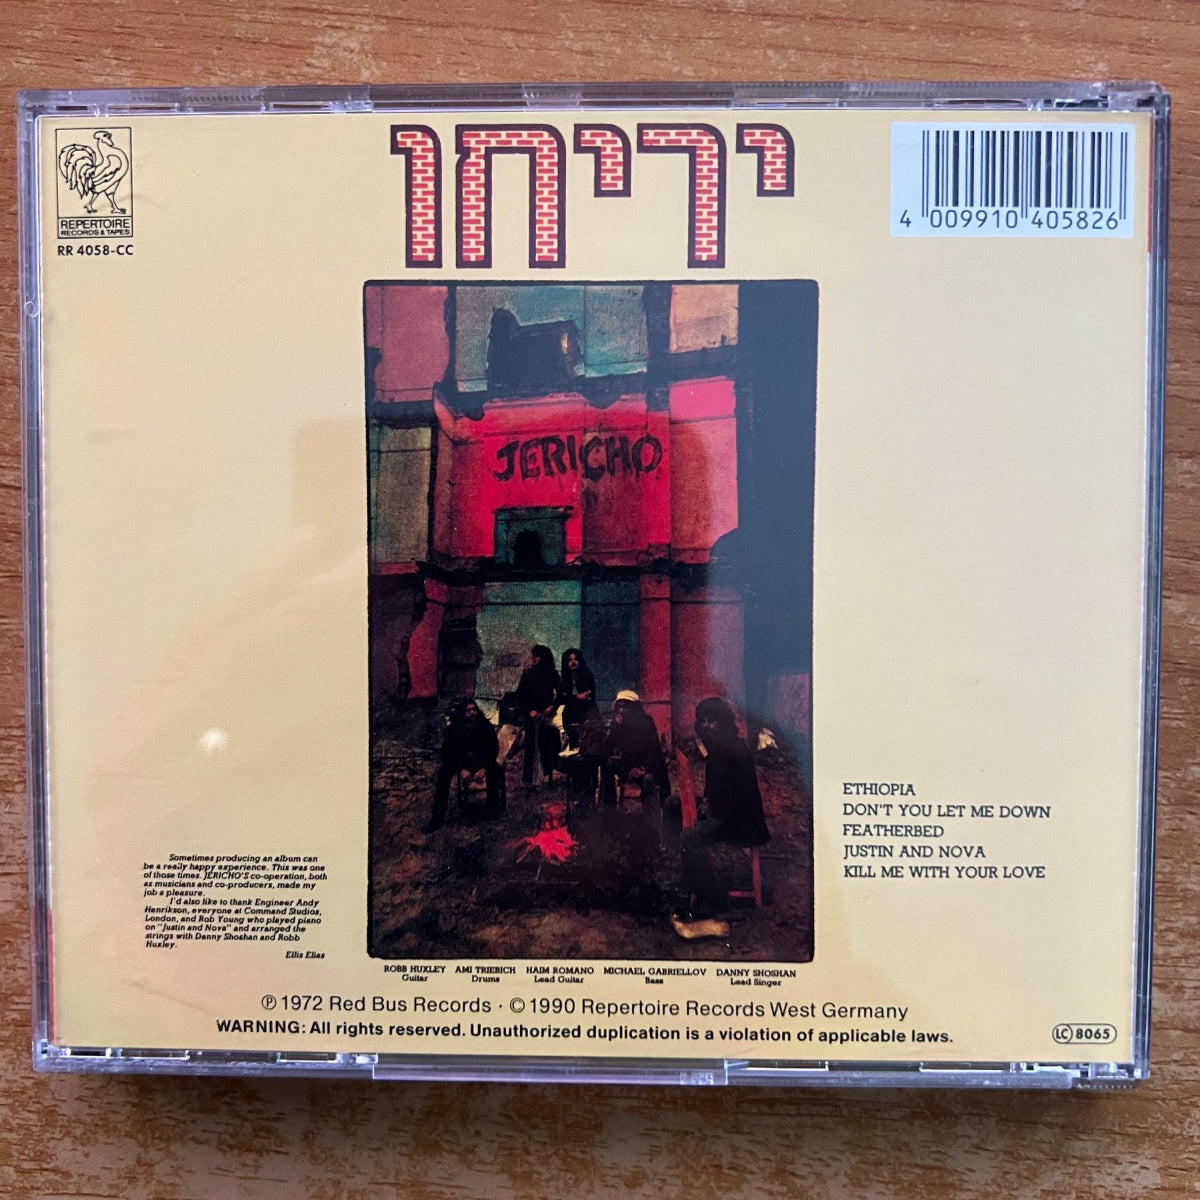 יריחו
REPERTOIRE
RECORDS & TAPES
RR 4058-CC
4 009910 405826
JERICHO
ETHIOPIA
DON'T YOU LET ME DOWN
FEATHERBED
JUSTIN AND NOVA
KILL ME WITH YOUR LOVE
Sometimes producing an album can
be a really happy experience. This was one
of those times. JERICHO'S co-operation, both
as musicians and co-producers, made my
job a pleasure.
I'd also like to thank Engineer Andy
Henrikson, everyone at Command Studios,
London, and Rob Young who played piano
on "Justin and Nova" and arranged the
strings with Danny Shoshan and Robb
Huxley.
Ellis Elias
ROBB HUXLEY AMI TRIEBICH HAIM ROMANO MICHAEL GABRIELLOV DANNY SHOSHAN
Guitar Drums Lead Guitar Bass Lead Singer
℗ 1972 Red Bus Records · © 1990 Repertoire Records West Germany
WARNING: All rights reserved. Unauthorized duplication is a violation of applicable laws.
LC 8065